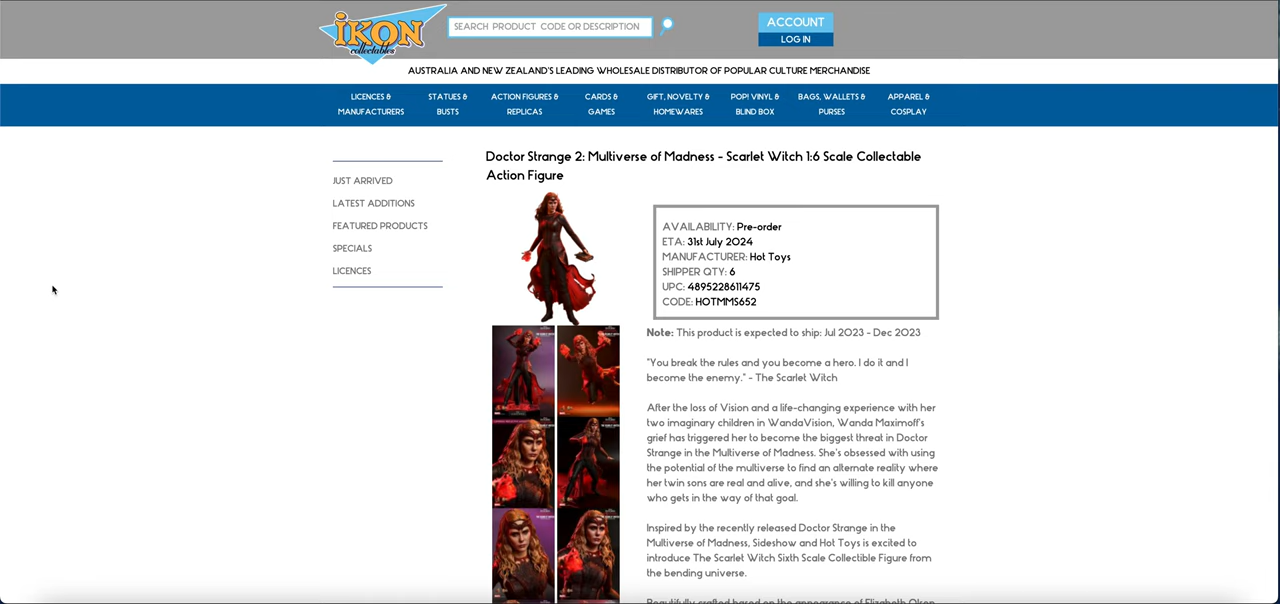 iKON
collectables
SEARCH PRODUCT CODE OR DESCRIPTION
ACCOUNT
LOG IN
AUSTRALIA AND NEW ZEALAND'S LEADING WHOLESALE DISTRIBUTOR OF POPULAR CULTURE MERCHANDISE
LICENCES &
MANUFACTURERS
STATUES &
BUSTS
ACTION FIGURES &
REPLICAS
CARDS &
GAMES
GIFT, NOVELTY &
HOMEWARES
POP! VINYL &
BLIND BOX
BAGS, WALLETS &
PURSES
APPAREL &
COSPLAY
JUST ARRIVED
LATEST ADDITIONS
FEATURED PRODUCTS
SPECIALS
LICENCES
Doctor Strange 2: Multiverse of Madness - Scarlet Witch 1:6 Scale Collectable
Action Figure
AVAILABILITY: Pre-order
ETA: 31st July 2024
MANUFACTURER: Hot Toys
SHIPPER QTY: 6
UPC: 4895228611475
CODE: HOTMMS652
Note: This product is expected to ship: Jul 2023 - Dec 2023
"You break the rules and you become a hero. I do it and I
become the enemy." - The Scarlet Witch
After the loss of Vision and a life-changing experience with her
two imaginary children in WandaVision, Wanda Maximoff's
grief has triggered her to become the biggest threat in Doctor
Strange in the Multiverse of Madness. She's obsessed with using
the potential of the multiverse to find an alternate reality where
her twin sons are real and alive, and she's willing to kill anyone
who gets in the way of that goal.
Inspired by the recently released Doctor Strange in the
Multiverse of Madness, Sideshow and Hot Toys is excited to
introduce The Scarlet Witch Sixth Scale Collectible Figure from
the bending universe.
Beautifully crafted based on the appearance of Elizabeth Olsen